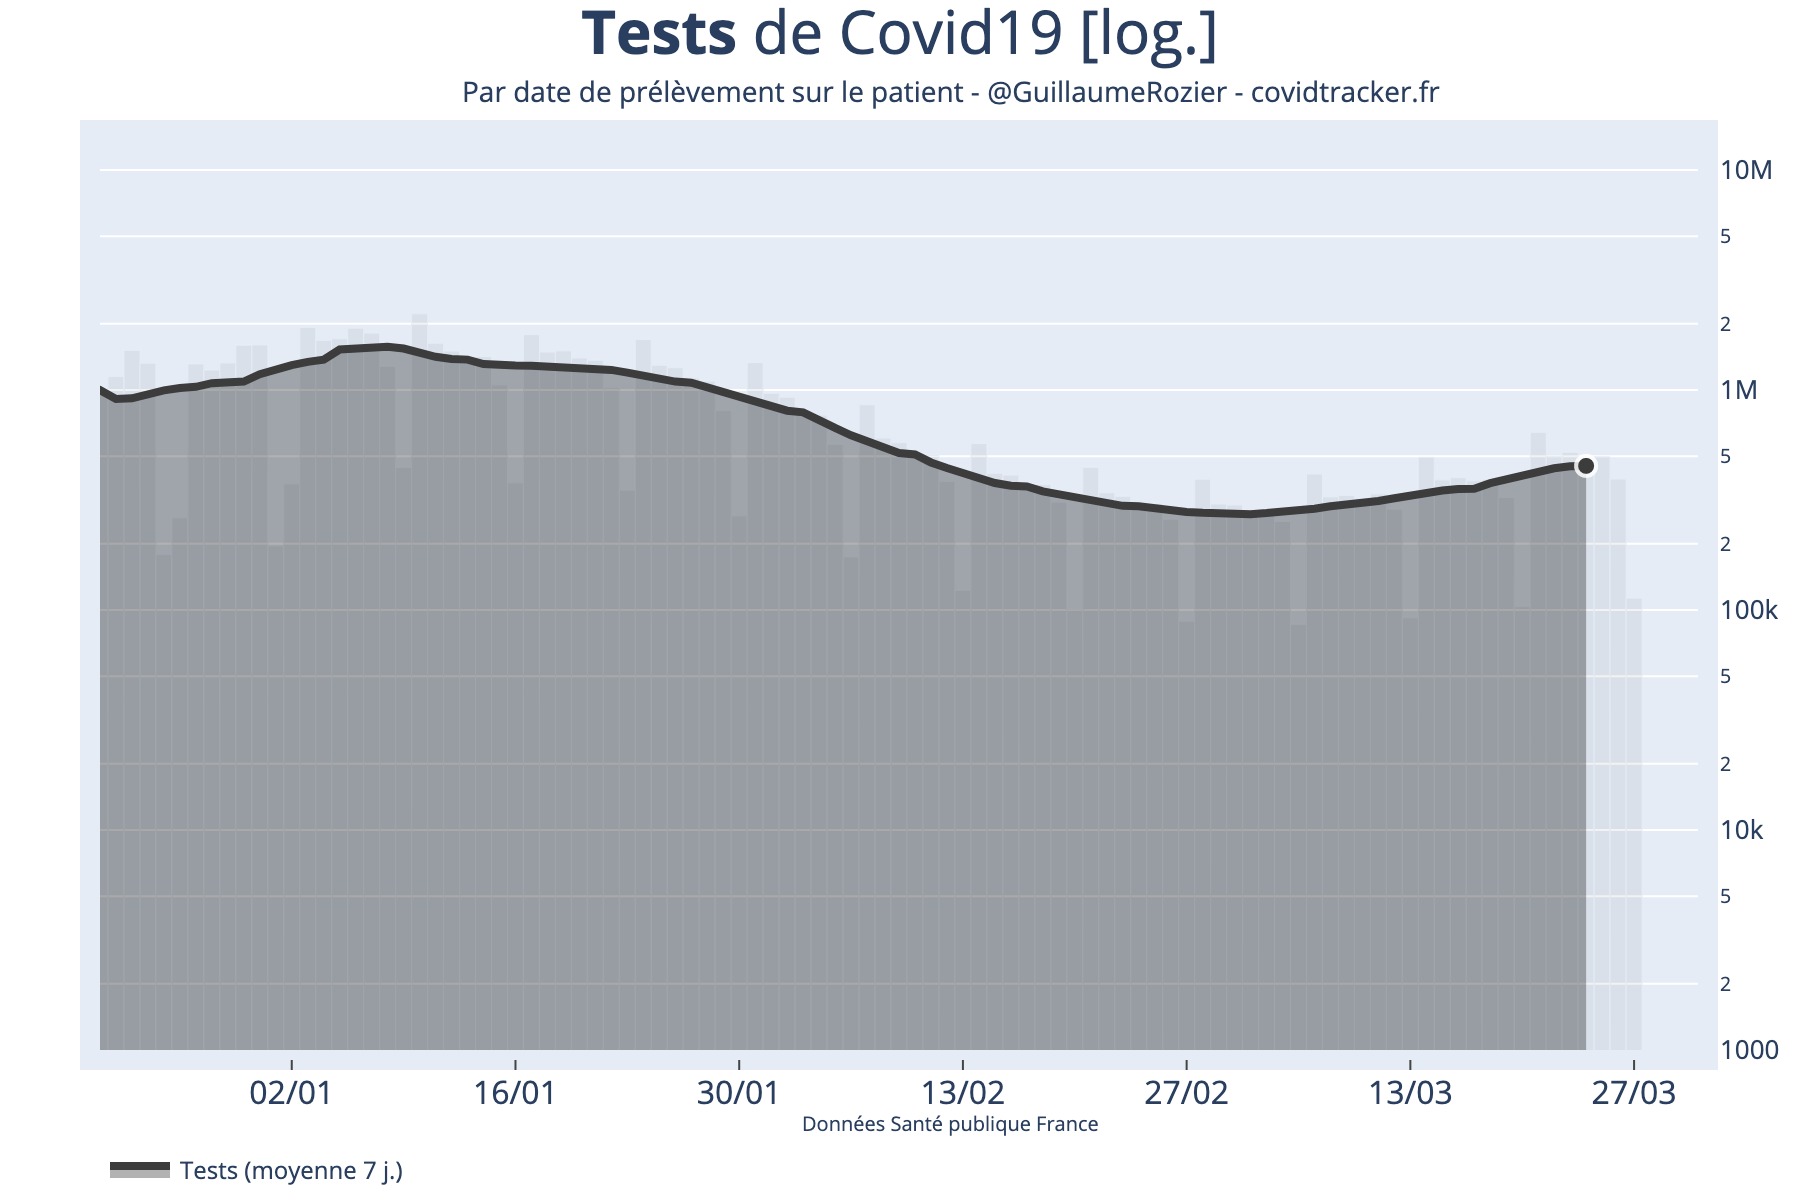 Tests de Covid19 [log.]
Par date de prélèvement sur le patient - @GuillaumeRozier - covidtracker.fr
10M
5
2
1M
5
2
100k
5
2
10k
5
2
1000
02/01 16/01 30/01 13/02 27/02 13/03 27/03
Données Santé publique France
Tests (moyenne 7 j.)